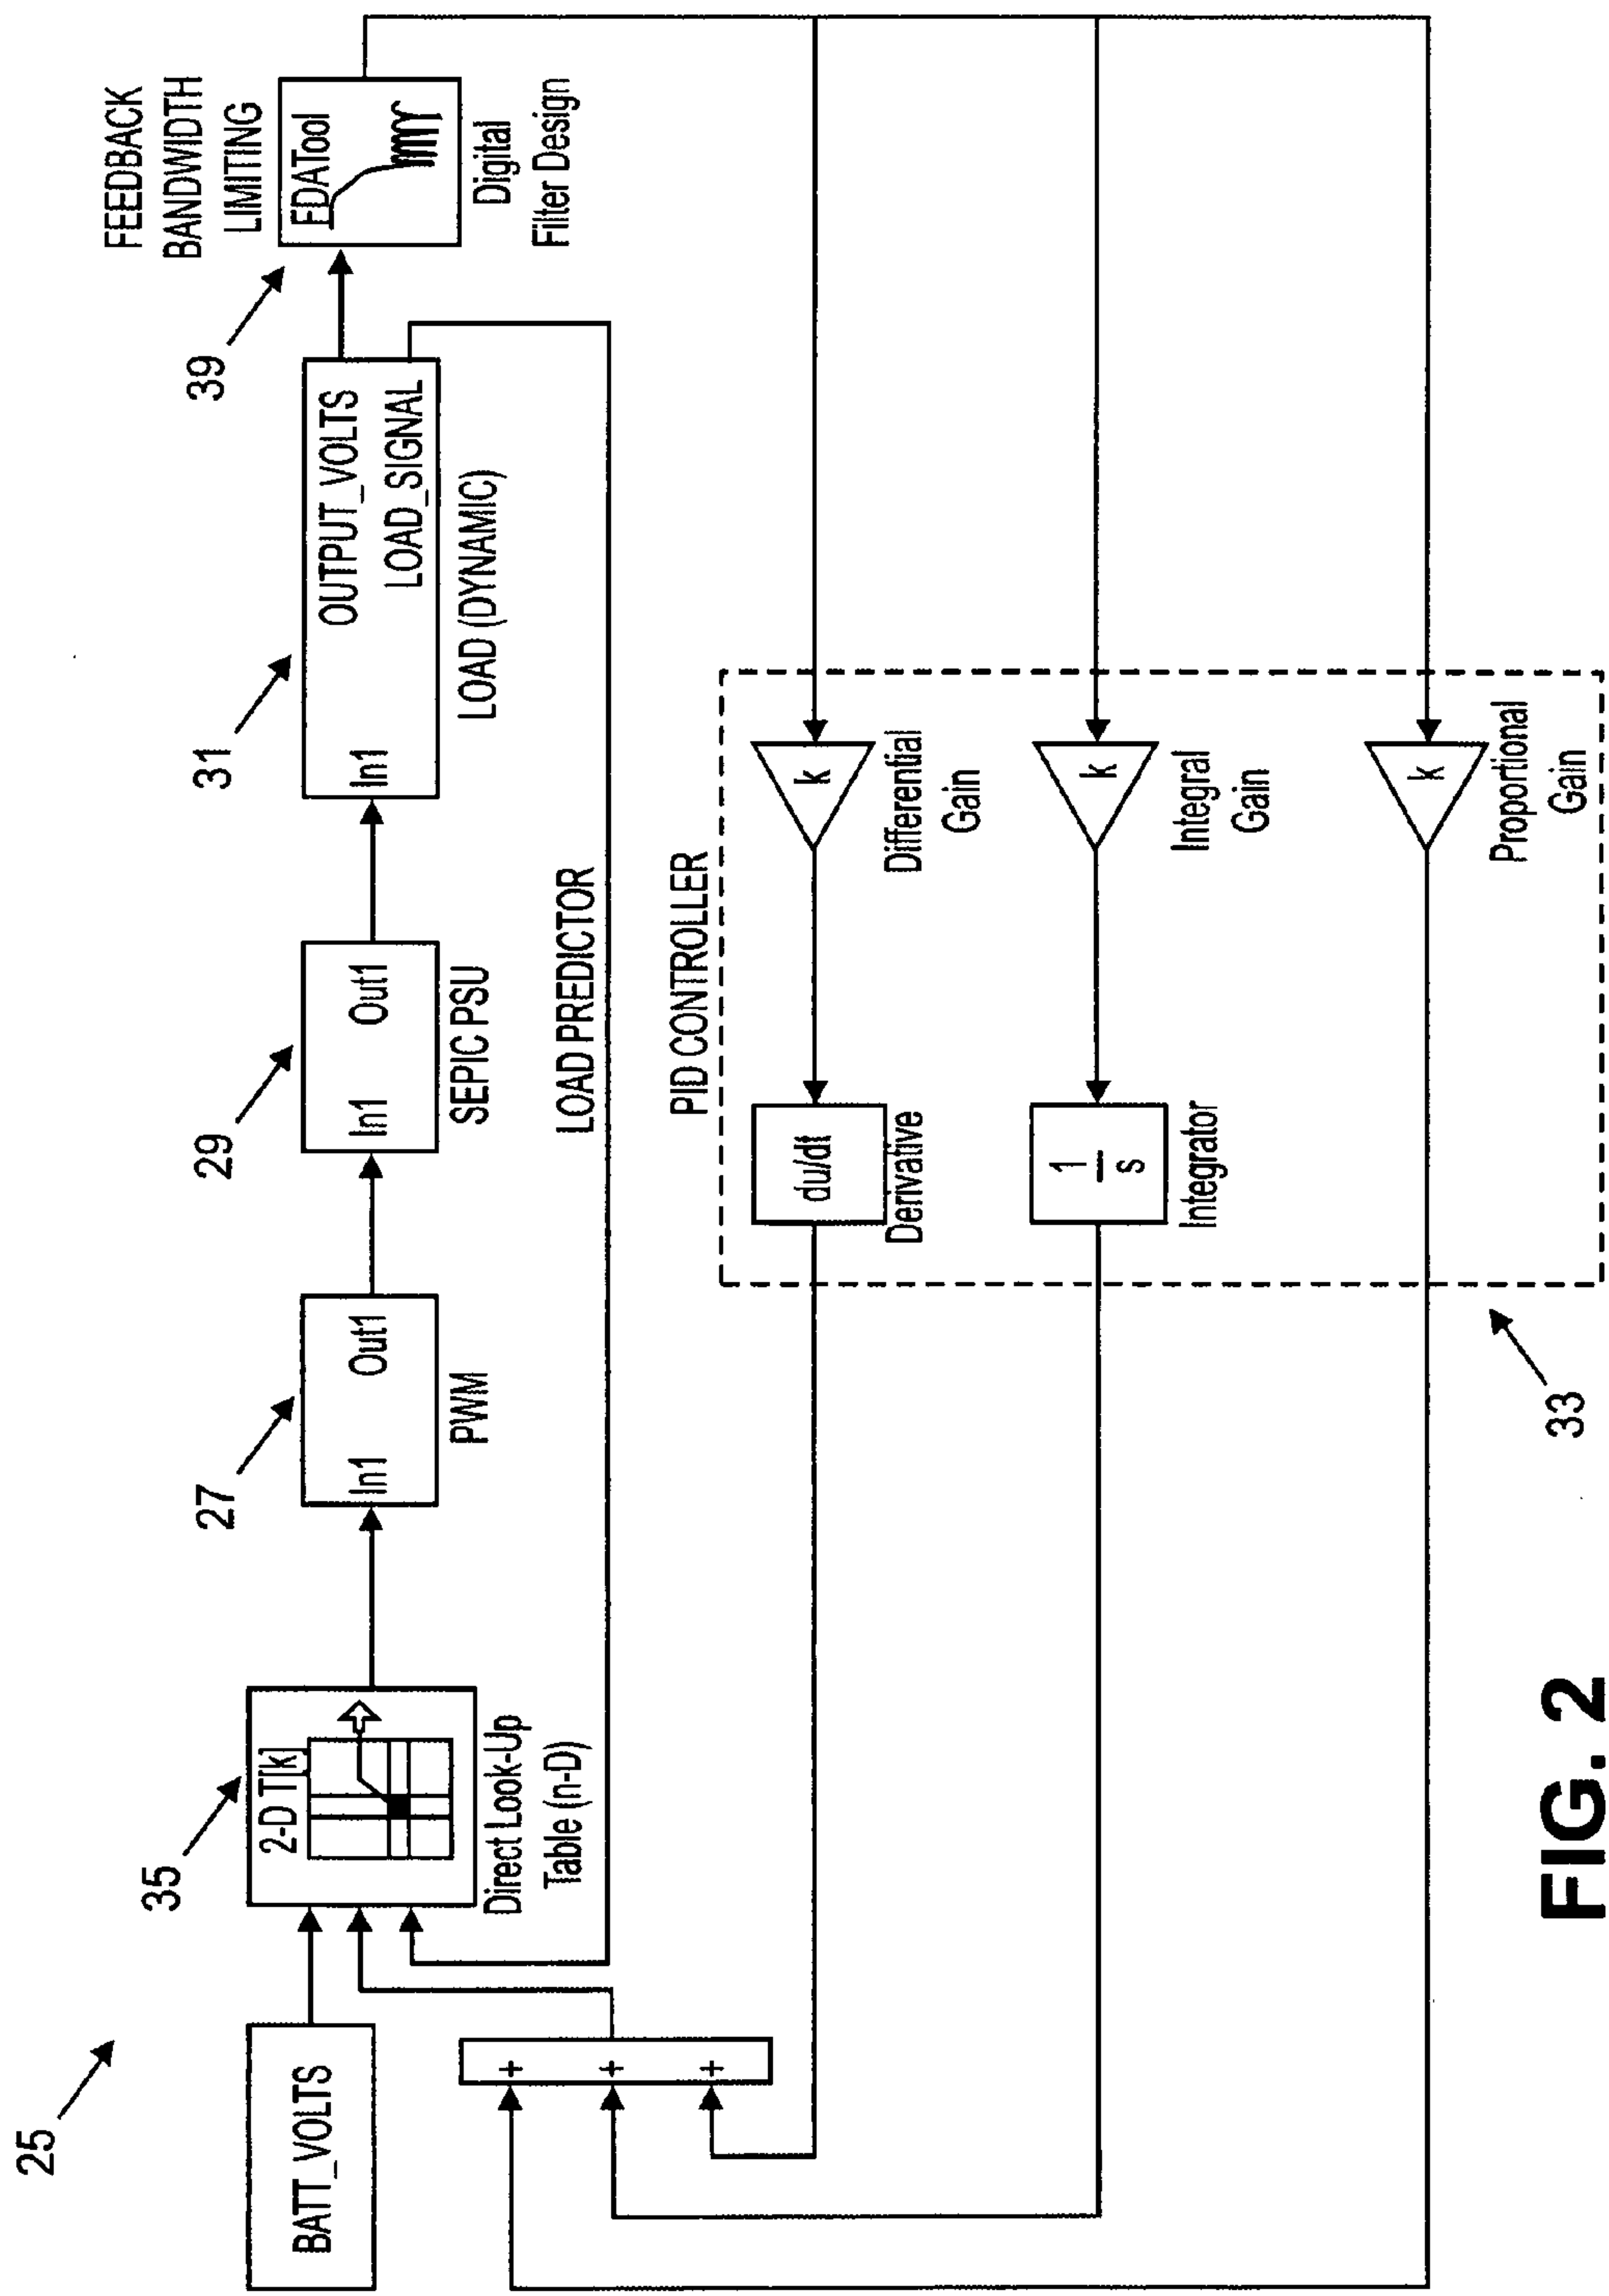 25
BATT_VOLTS
35
2-D T[k]
Direct Look-Up
Table (n-D)
27
In1 Out1
PWM
29
In1 Out1
SEPIC PSU
31
In1
OUTPUT_VOLTS
LOAD_SIGNAL
LOAD (DYNAMIC)
39
FEEDBACK
BANDWIDTH
LIMITING
FDATool
Digital
Filter Design
LOAD PREDICTOR
+
+
+
PID CONTROLLER
du/dt
Derivative
k
Differential
Gain
1
s
Integrator
k
Integral
Gain
k
Proportional
Gain
33
FIG. 2